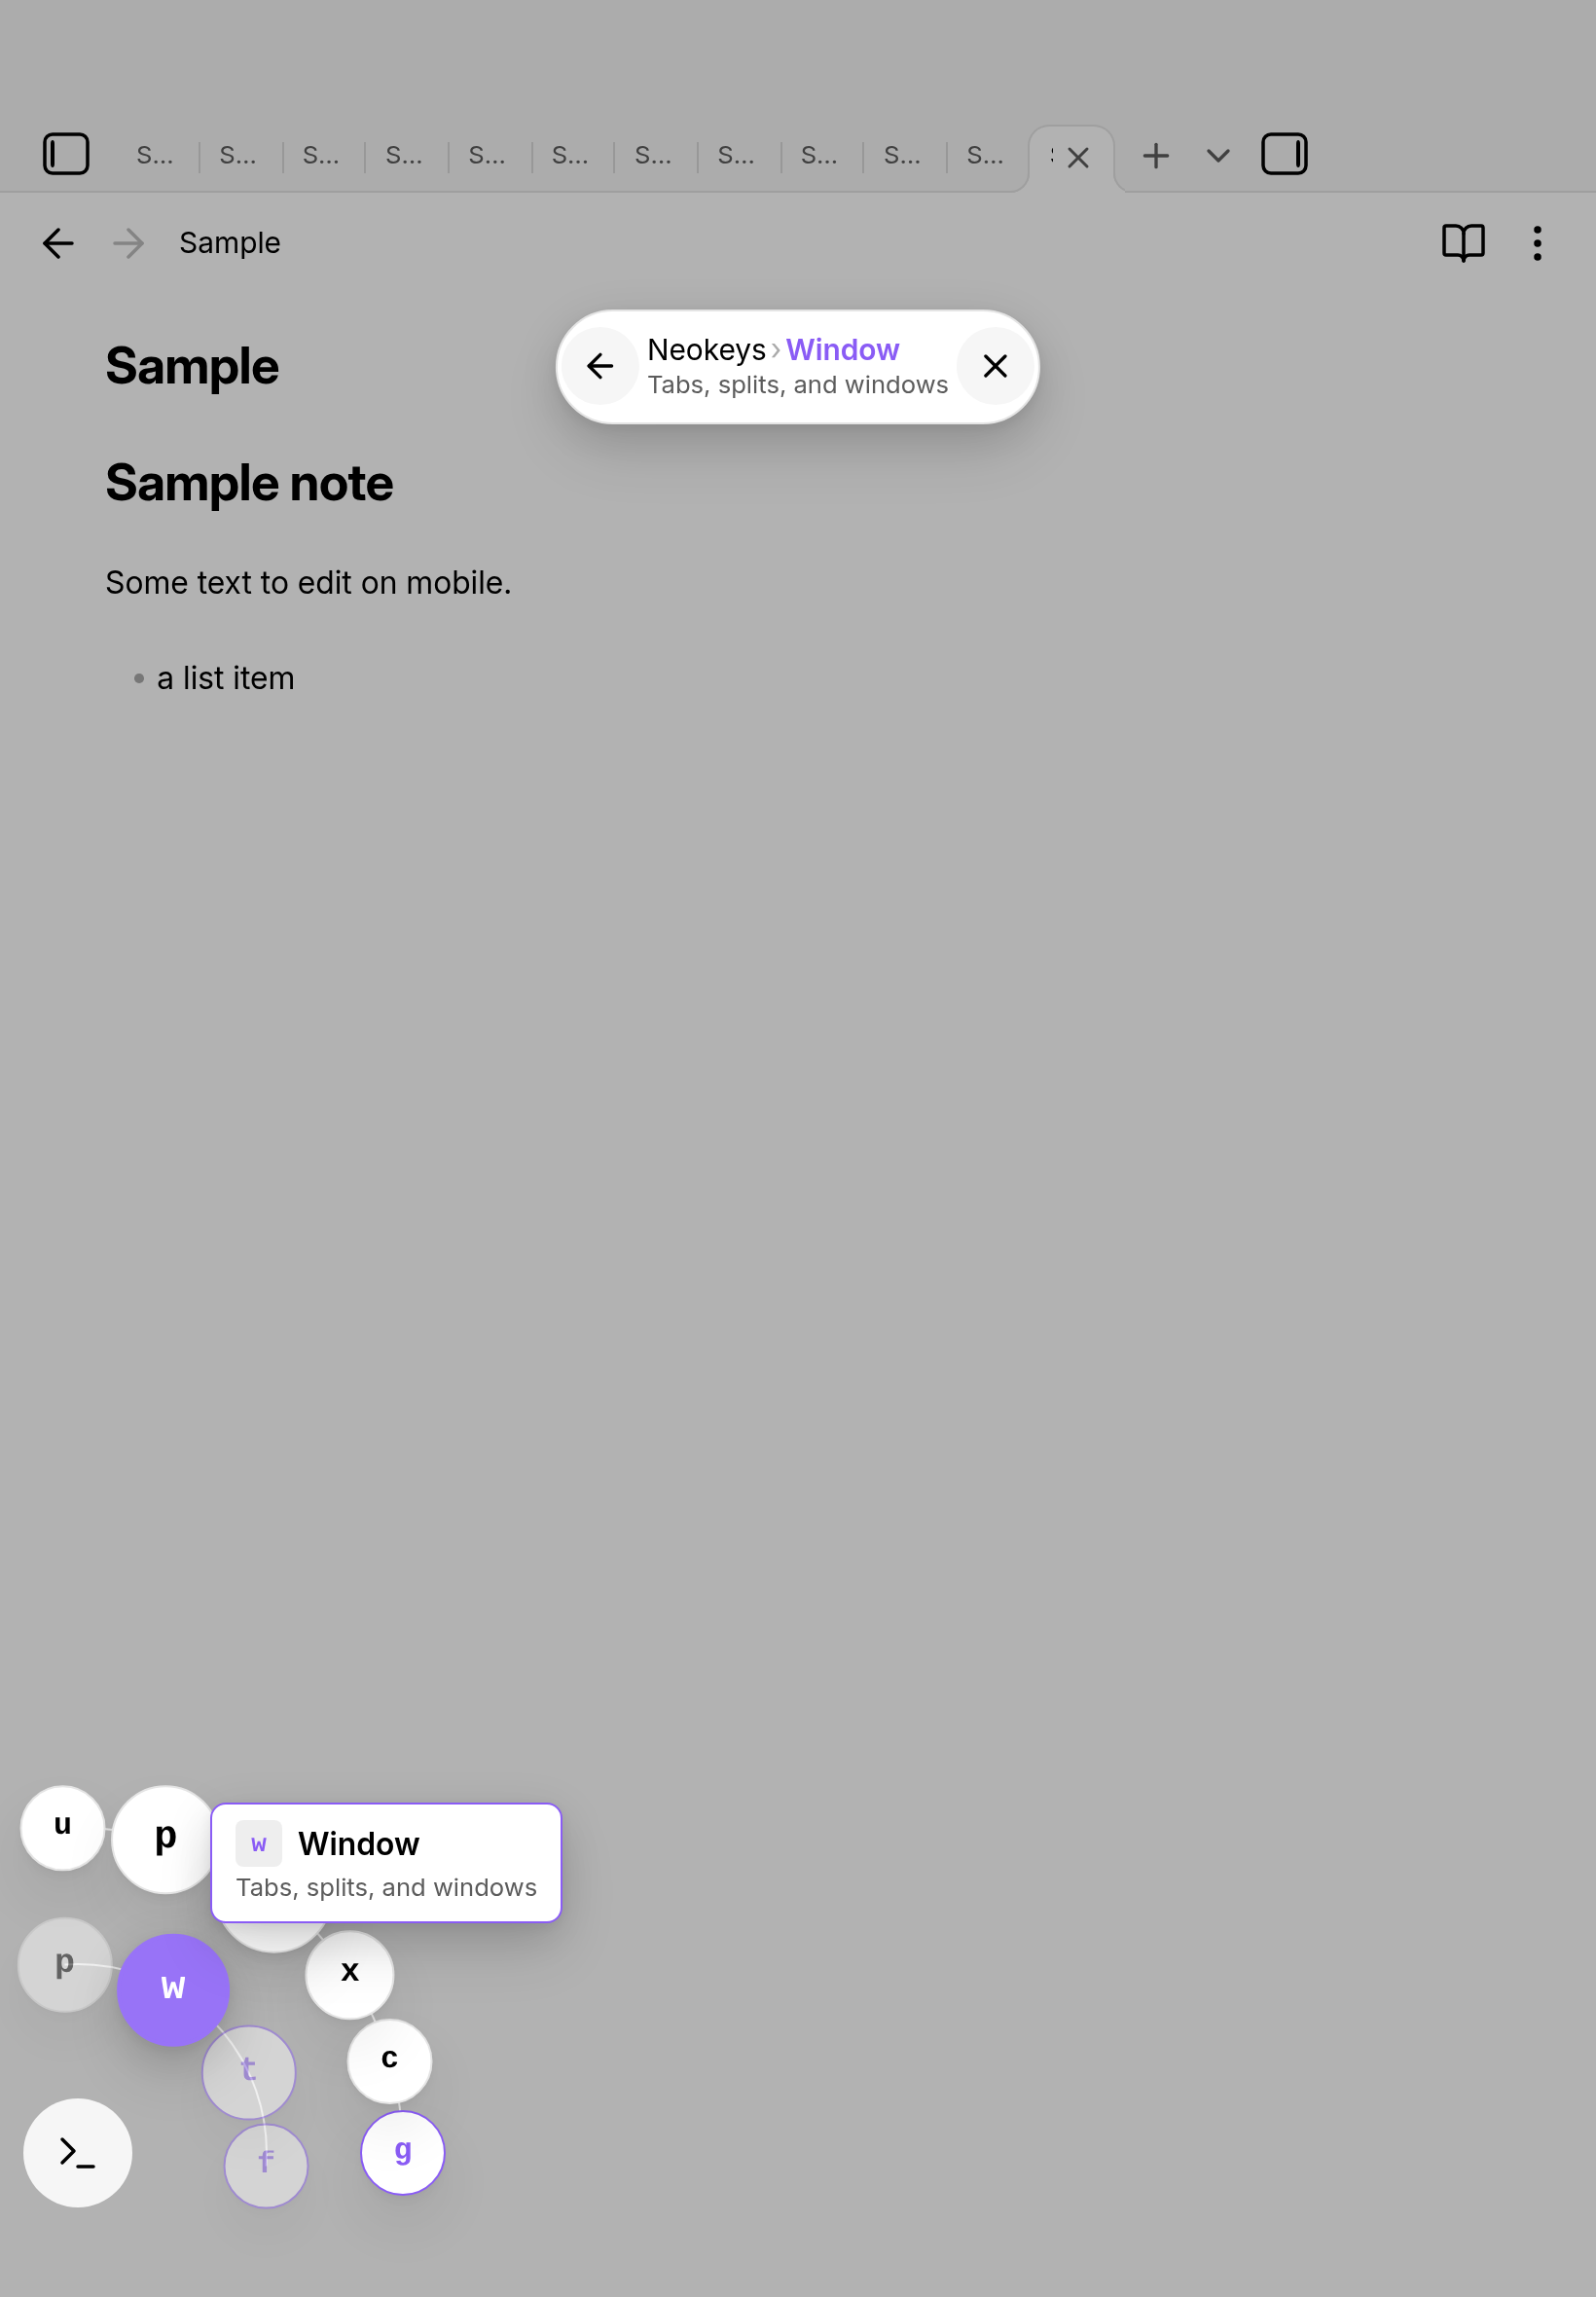 S... S... S... S... S... S... S... S... S... S... S...
Sample
Neokeys › Window
Tabs, splits, and windows
Sample
Sample note
Some text to edit on mobile.
• a list item
u
p
w Window
Tabs, splits, and windows
p
w
x
t
c
f
g
>_